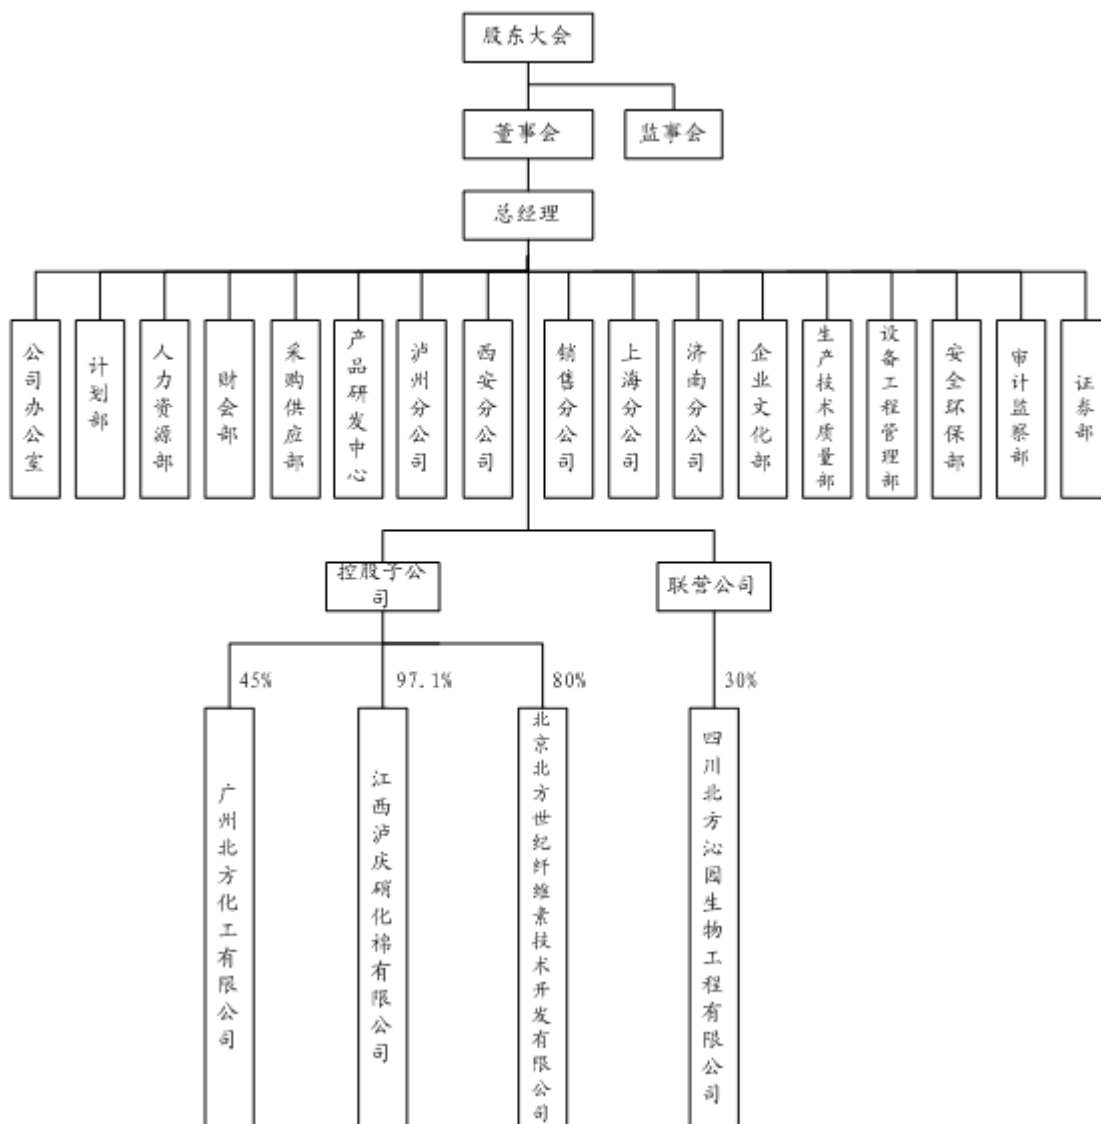 股东大会
董事会
监事会
总经理
公司办公室
计划部
人力资源部
财会部
采购供应部
产品研发中心
泸州分公司
西安分公司
销售分公司
上海分公司
济南分公司
企业文化部
生产技术质量部
设备工程管理部
安全环保部
审计监察部
证券部
控股子公
司
联营公司
45%
97.1%
80%
30%
广州北方化工有限公司
江西泸庆硝化棉有限公司
北京北方世纪纤维素技术开发有限公司
四川北方沁园生物工程有限公司